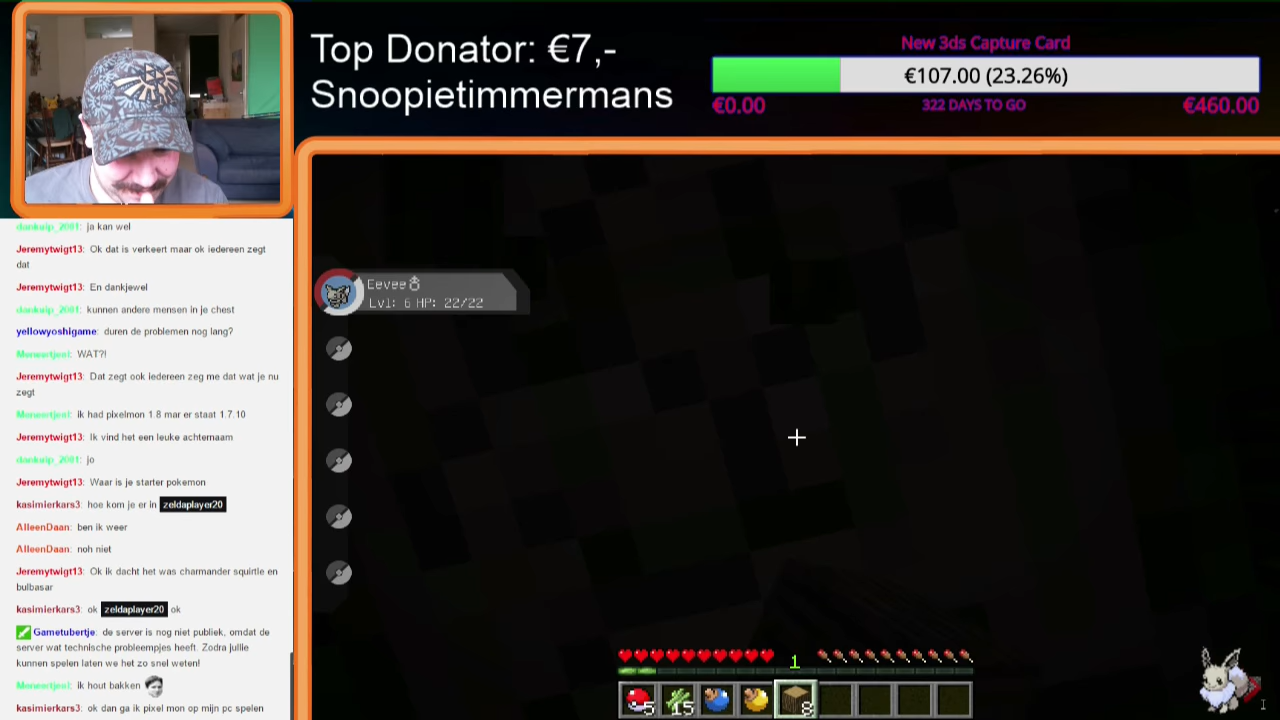 Top Donator: €7,-
Snoopietimmermans
New 3ds Capture Card
€107.00 (23.26%)
€0.00
322 DAYS TO GO
€460.00
dankuip_2001: ja kan wel
Jeremytwigt13: Ok dat is verkeert maar ok iedereen zegt
dat
Jeremytwigt13: En dankjewel
dankuip_2001: kunnen andere mensen in je chest
yellowyoshigame: duren de problemen nog lang?
WAT?!
Jeremytwigt13: Dat zegt ook iedereen zeg me dat wat je nu
zegt
ik had pixelmon 1.8 mar er staat 1.7.10
Jeremytwigt13: Ik vind het een leuke achternaam
dankuip_2001: jo
Jeremytwigt13: Waar is je starter pokemon
kasimierkars3: hoe kom je er in zeldaplayer20
AlleenDaan: ben ik weer
AlleenDaan: noh niet
Jeremytwigt13: Ok ik dacht het was charmander squirtle en
bulbasar
kasimierkars3: ok zeldaplayer20 ok
Gametubertje: de server is nog niet publiek, omdat de
server wat technische probleempjes heeft. Zodra jullie
kunnen spelen laten we het zo snel weten!
ik hout bakken
kasimierkars3: ok dan ga ik pixel mon op mijn pc spelen
Eevee
Lvl: 6 HP: 22/22
1
5
15
8